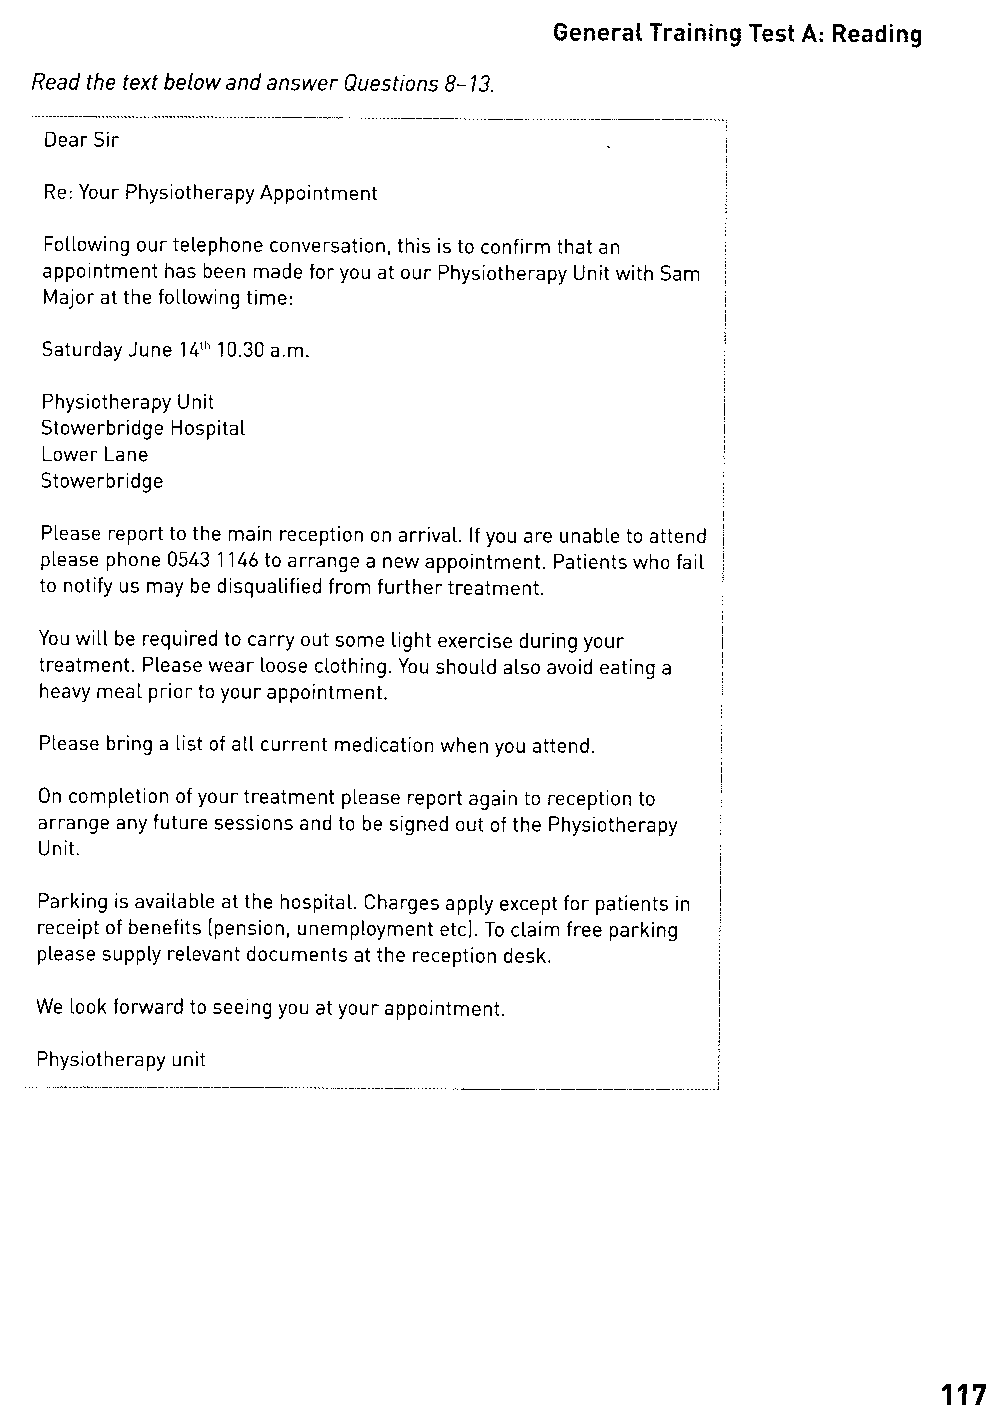 General Training Test A: Reading
Read the text below and answer Questions 8–13.
Dear Sir
Re: Your Physiotherapy Appointment
Following our telephone conversation, this is to confirm that an
appointment has been made for you at our Physiotherapy Unit with Sam
Major at the following time:
Saturday June 14th 10.30 a.m.
Physiotherapy Unit
Stowerbridge Hospital
Lower Lane
Stowerbridge
Please report to the main reception on arrival. If you are unable to attend
please phone 0543 1146 to arrange a new appointment. Patients who fail
to notify us may be disqualified from further treatment.
You will be required to carry out some light exercise during your
treatment. Please wear loose clothing. You should also avoid eating a
heavy meal prior to your appointment.
Please bring a list of all current medication when you attend.
On completion of your treatment please report again to reception to
arrange any future sessions and to be signed out of the Physiotherapy
Unit.
Parking is available at the hospital. Charges apply except for patients in
receipt of benefits (pension, unemployment etc). To claim free parking
please supply relevant documents at the reception desk.
We look forward to seeing you at your appointment.
Physiotherapy unit
117